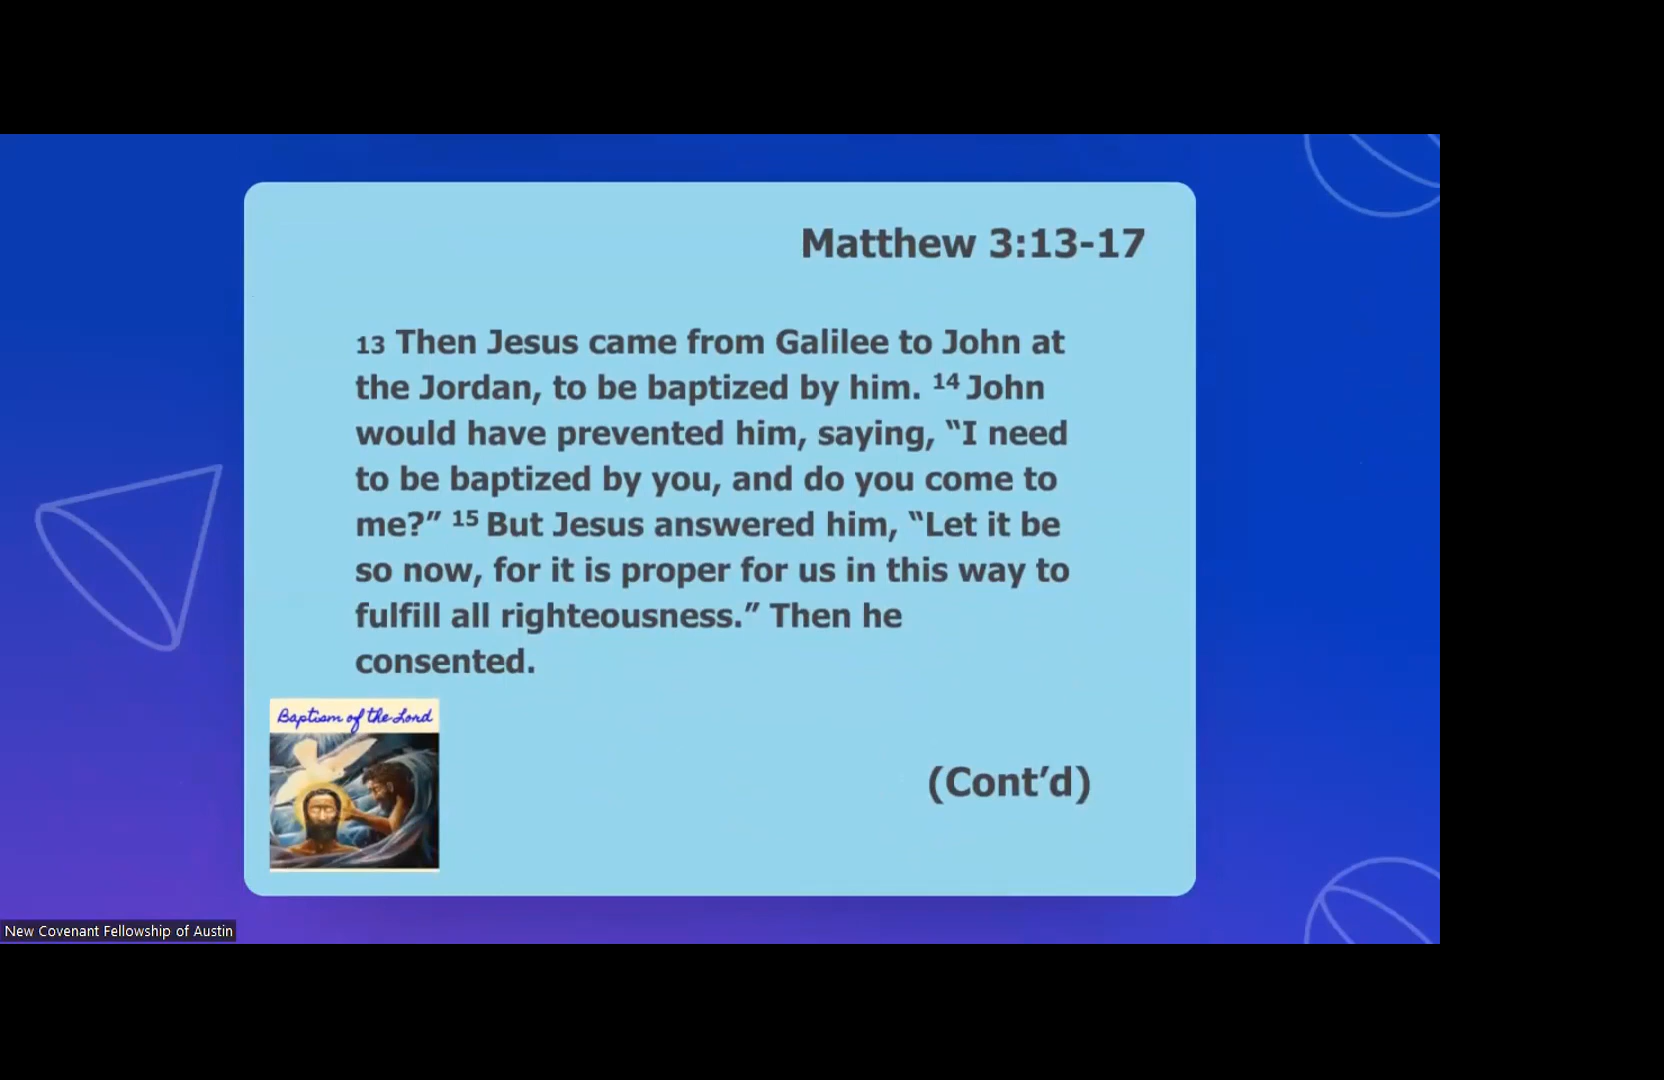 Matthew 3:13-17
13 Then Jesus came from Galilee to John at
the Jordan, to be baptized by him. 14 John
would have prevented him, saying, “I need
to be baptized by you, and do you come to
me?” 15 But Jesus answered him, “Let it be
so now, for it is proper for us in this way to
fulfill all righteousness.” Then he
consented.
Baptism of the Lord
(Cont’d)
New Covenant Fellowship of Austin